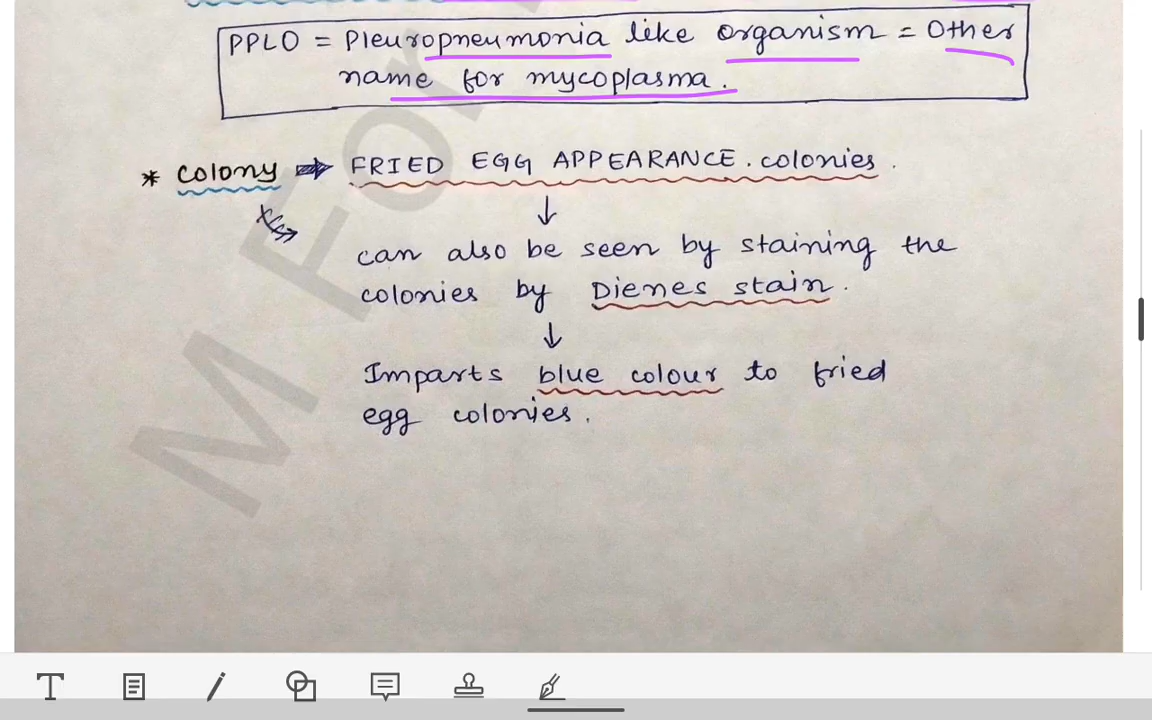 PPLO = Pleuropneumonia like organism = Other
name for mycoplasma.
* Colony ⇒ FRIED EGG APPEARANCE. colonies.
↓
can also be seen by staining the
colonies by Dienes stain.
↓
Imparts blue colour to fried
egg colonies.
M For
T